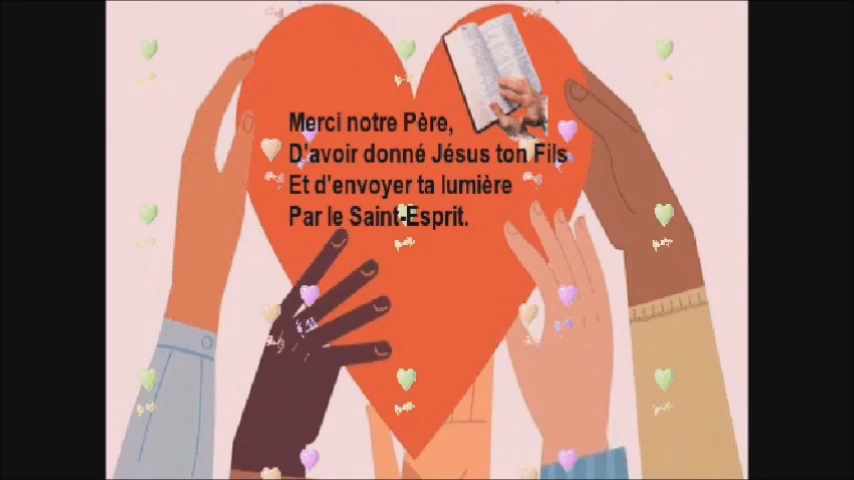 Merci notre Père,
D'avoir donné Jésus ton Fils
Et d'envoyer ta lumière
Par le Saint-Esprit.